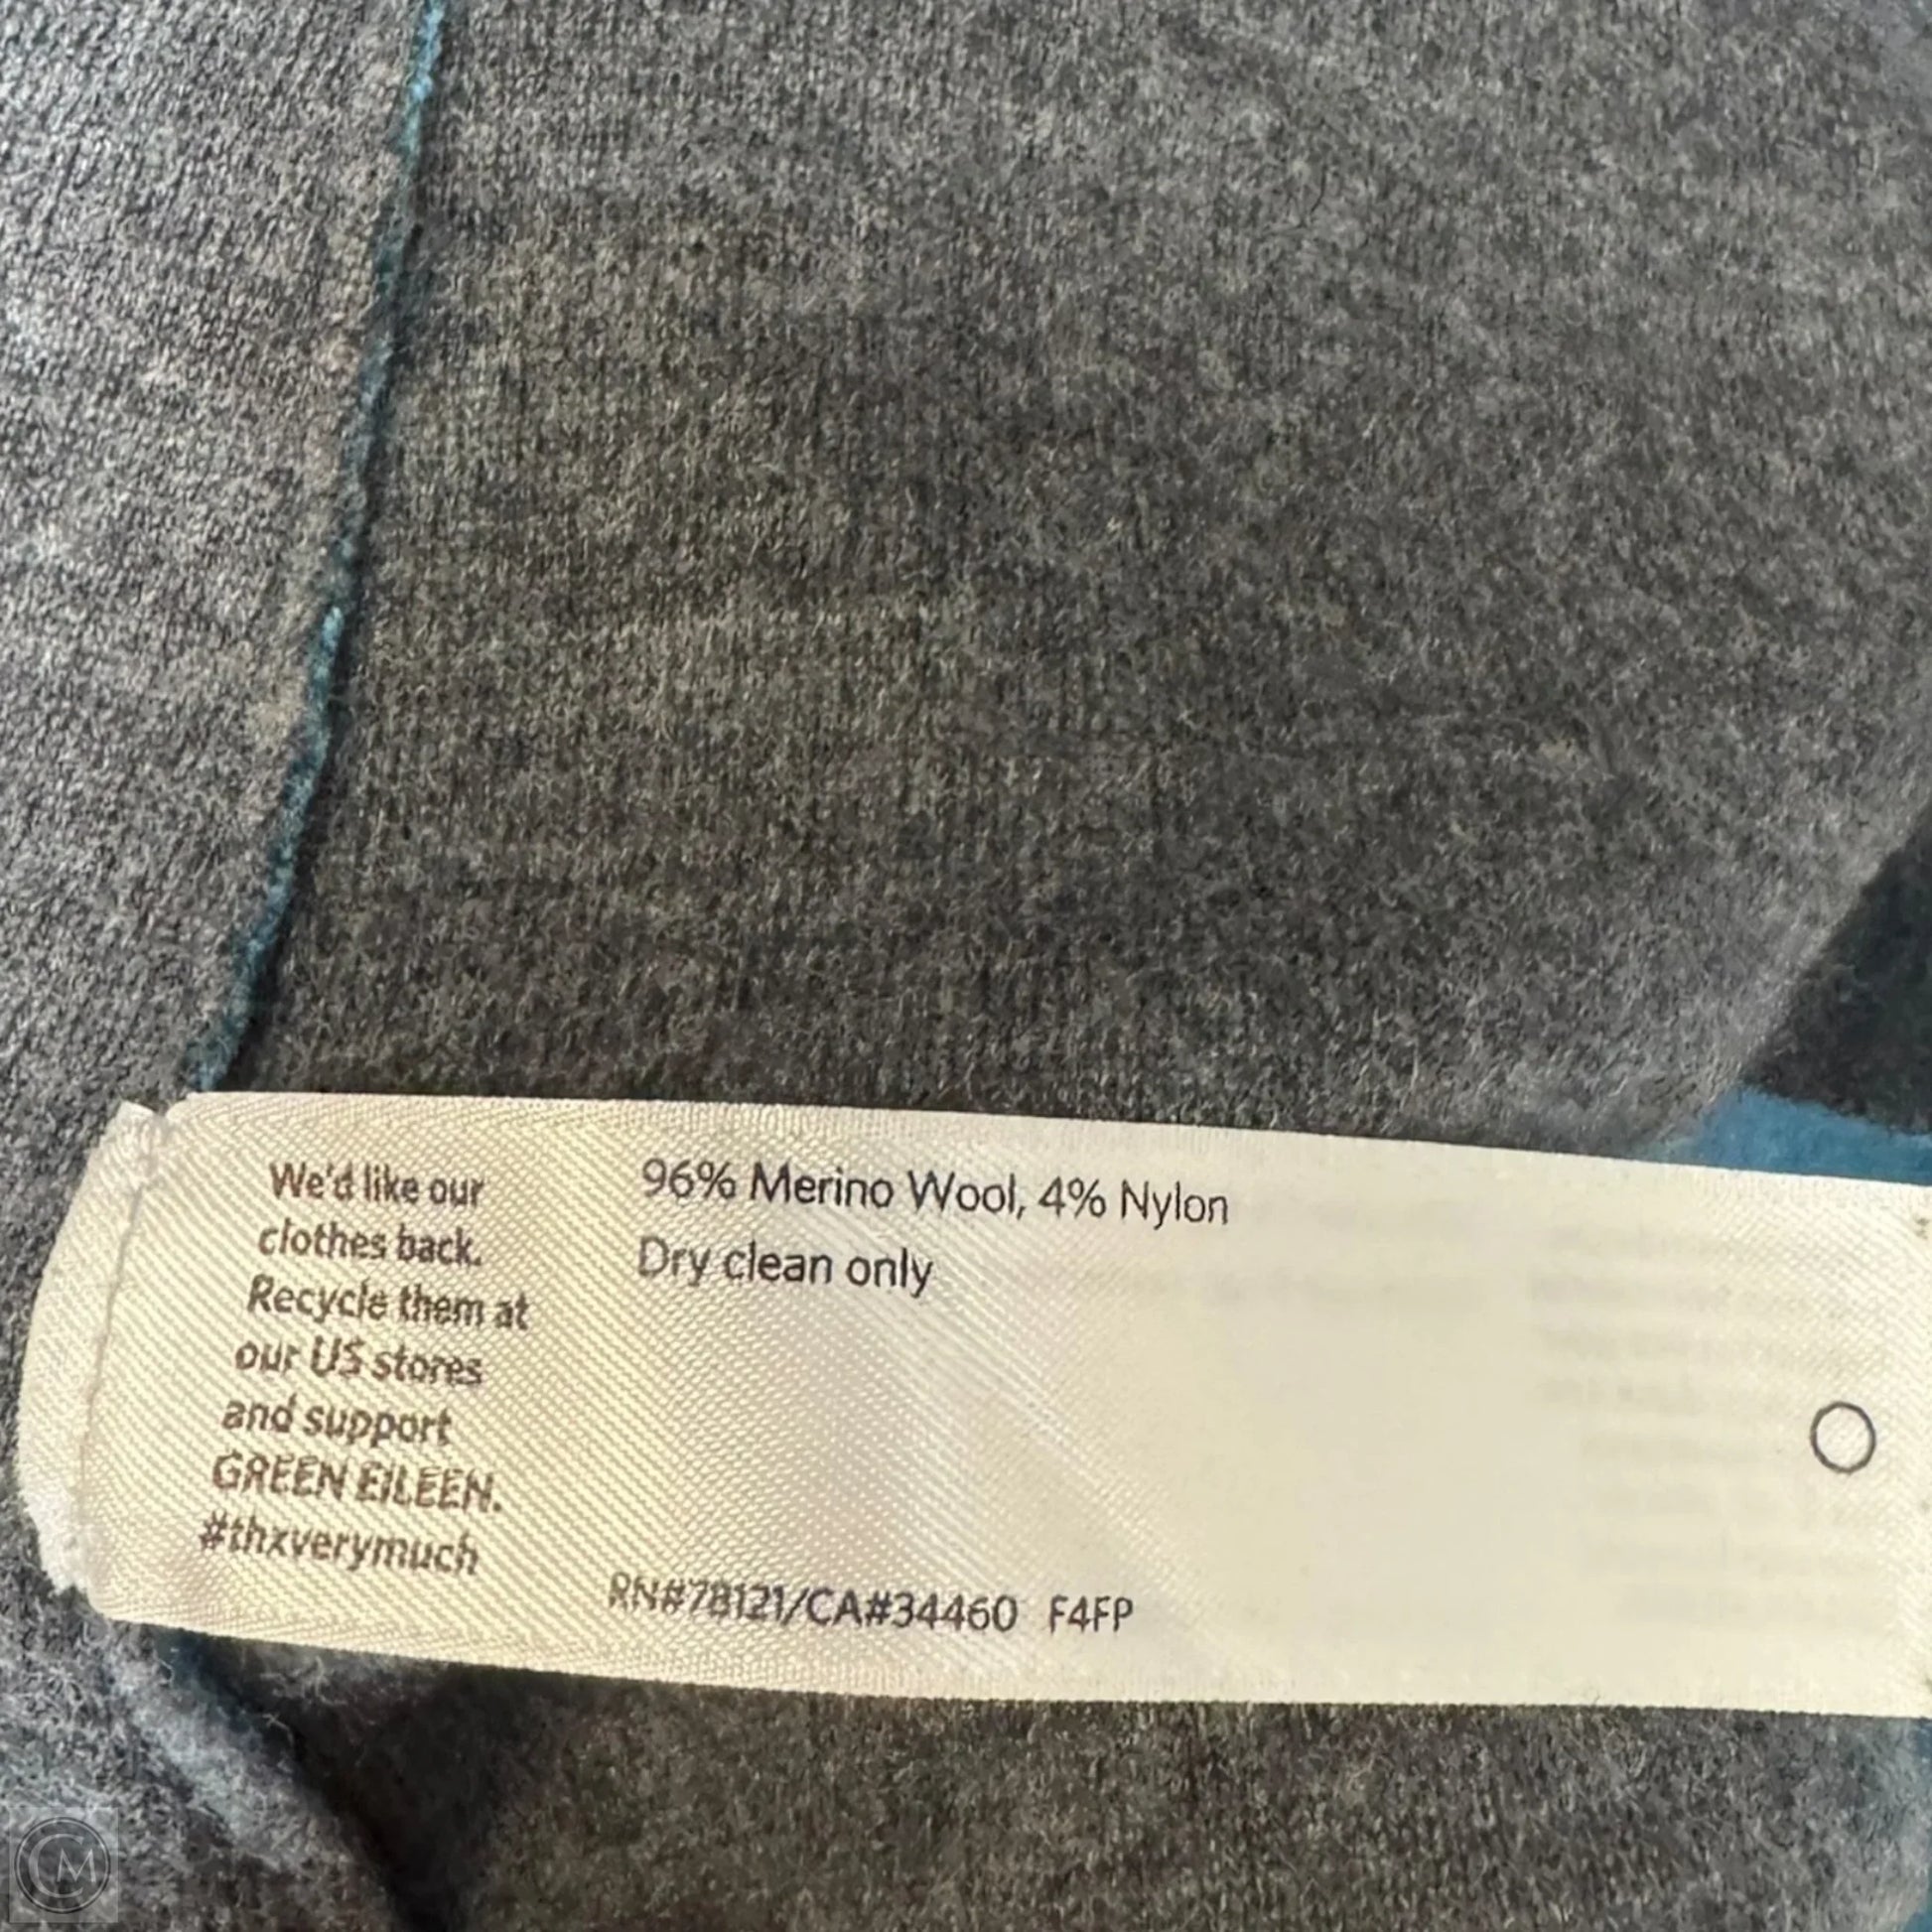 We'd like our
clothes back.
Recycle them at
our US stores
and support
GREEN EILEEN.
#thxverymuch
96% Merino Wool, 4% Nylon
Dry clean only
RN#78121/CA#34460 F4FP
CM